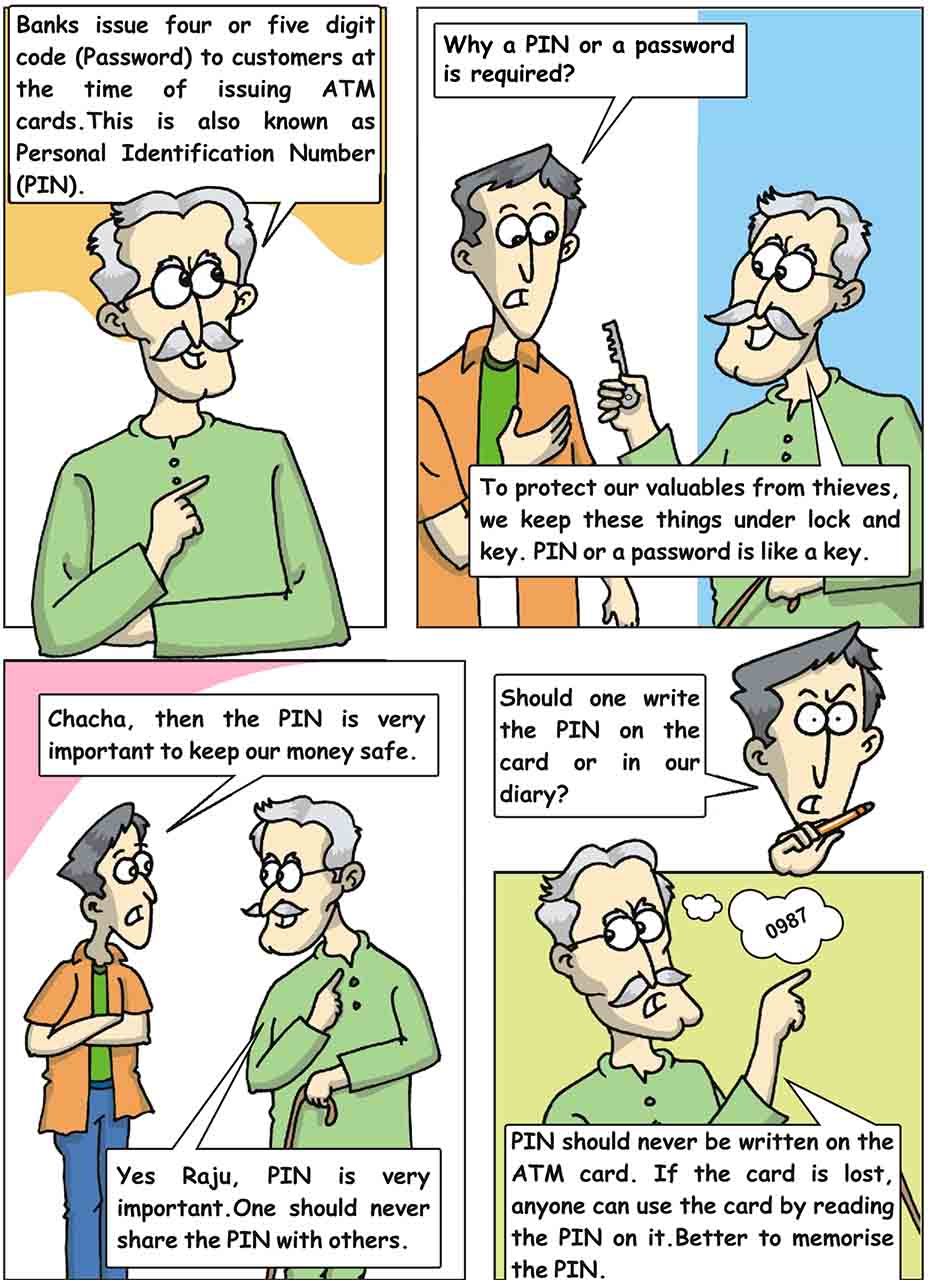 Banks issue four or five digit
code (Password) to customers at
the time of issuing ATM
cards.This is also known as
Personal Identification Number
(PIN).
Why a PIN or a password
is required?
To protect our valuables from thieves,
we keep these things under lock and
key. PIN or a password is like a key.
Chacha, then the PIN is very
important to keep our money safe.
Yes Raju, PIN is very
important.One should never
share the PIN with others.
Should one write
the PIN on the
card or in our
diary?
0987
PIN should never be written on the
ATM card. If the card is lost,
anyone can use the card by reading
the PIN on it.Better to memorise
the PIN.